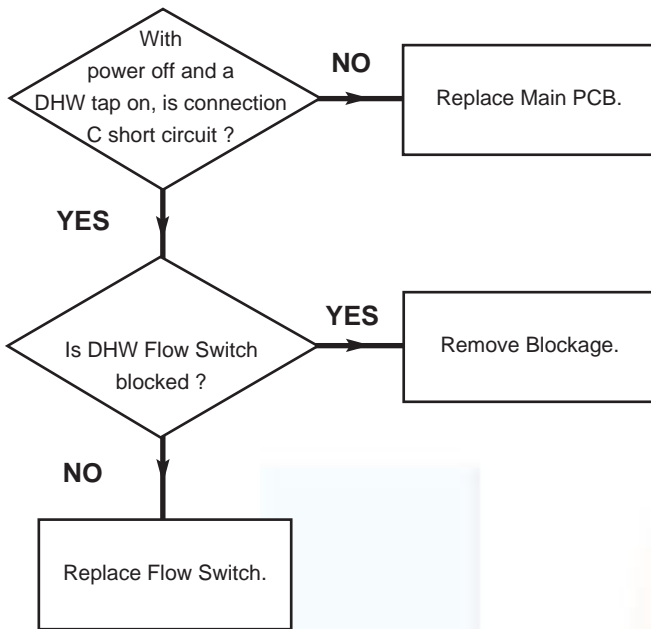 With
power off and a
DHW tap on, is connection
C short circuit ?
NO
Replace Main PCB.
YES
Is DHW Flow Switch
blocked ?
YES
Remove Blockage.
NO
Replace Flow Switch.